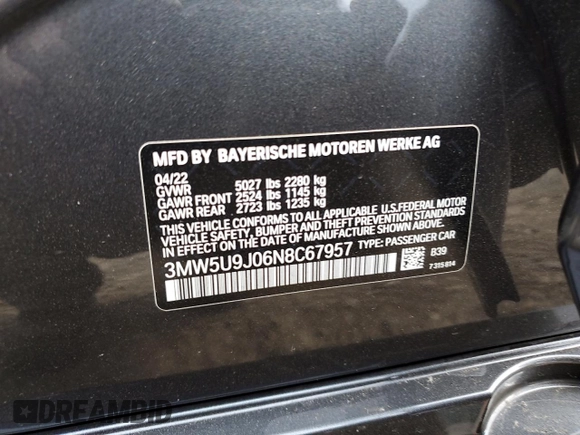 MFD BY BAYERISCHE MOTOREN WERKE AG
04/22
GVWR 5027 lbs 2280 kg
GAWR FRONT 2524 lbs 1145 kg
GAWR REAR 2723 lbs 1235 kg
THIS VEHICLE CONFORMS TO ALL APPLICABLE U.S.FEDERAL MOTOR
VEHICLE SAFETY, BUMPER AND THEFT PREVENTION STANDARDS
IN EFFECT ON THE DATE OF MANUFACTURE SHOWN ABOVE.
3MW5U9J06N8C67957 TYPE: PASSENGER CAR
B39
7315814
DREAMBID